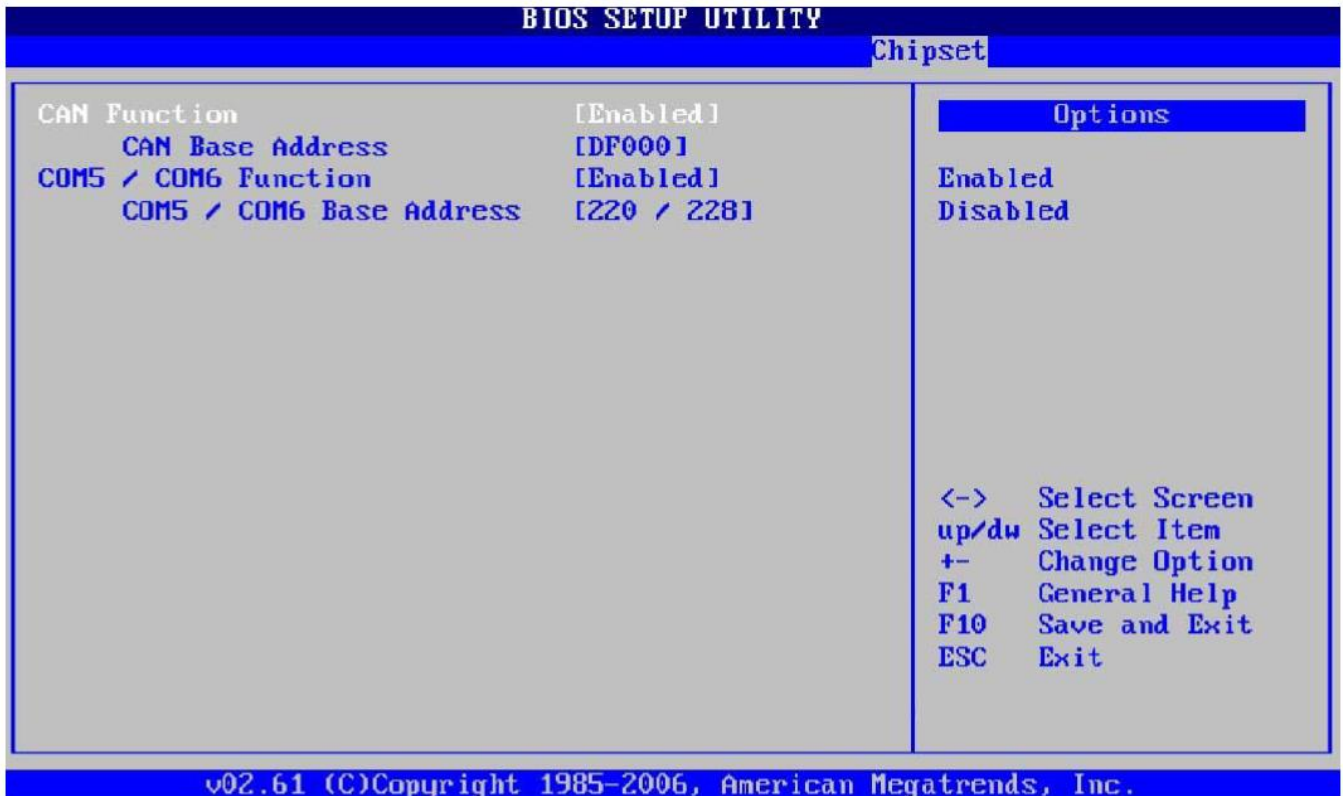 BIOS SETUP UTILITY
Chipset
CAN Function [Enabled]
CAN Base Address [DF000]
COM5 / COM6 Function [Enabled]
COM5 / COM6 Base Address [220 / 228]
Options
Enabled
Disabled
<-> Select Screen
up/dw Select Item
+- Change Option
F1 General Help
F10 Save and Exit
ESC Exit
v02.61 (C)Copyright 1985-2006, American Megatrends, Inc.